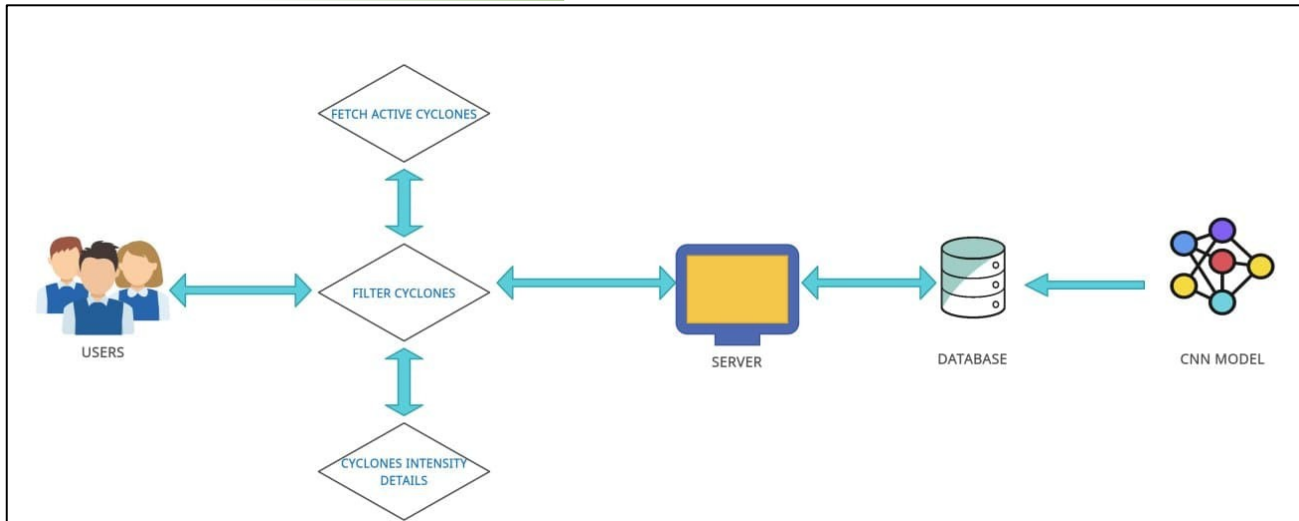 FETCH ACTIVE CYCLONES
FILTER CYCLONES
USERS
SERVER
DATABASE
CNN MODEL
CYCLONES INTENSITY
DETAILS